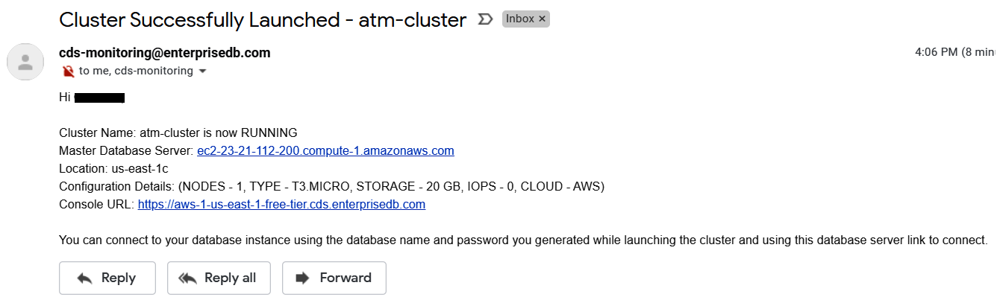 Cluster Successfully Launched - atm-cluster Inbox ×
cds-monitoring@enterprisedb.com 4:06 PM (8
to me, cds-monitoring
Hi
Cluster Name: atm-cluster is now RUNNING
Master Database Server: ec2-23-21-112-200.compute-1.amazonaws.com
Location: us-east-1c
Configuration Details: (NODES - 1, TYPE - T3.MICRO, STORAGE - 20 GB, IOPS - 0, CLOUD - AWS)
Console URL: https://aws-1-us-east-1-free-tier.cds.enterprisedb.com
You can connect to your database instance using the database name and password you generated while launching the cluster and using this database server link to connect.
Reply Reply all Forward